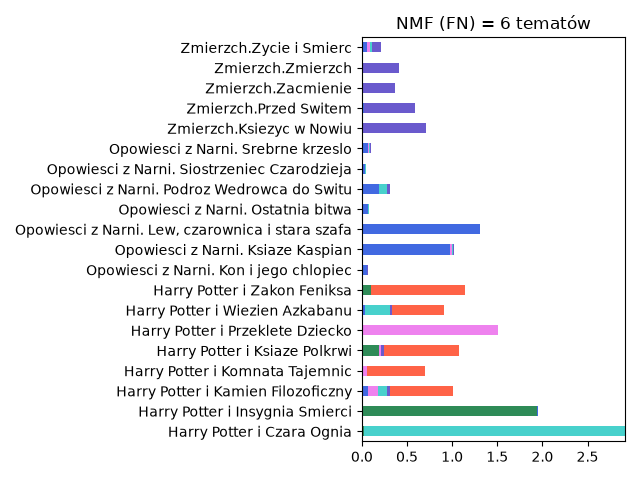 NMF (FN) = 6 tematów
Zmierzch.Zycie i Smierc
Zmierzch.Zmierzch
Zmierzch.Zacmienie
Zmierzch.Przed Switem
Zmierzch.Ksiezyc w Nowiu
Opowiesci z Narni. Srebrne krzeslo
Opowiesci z Narni. Siostrzeniec Czarodzieja
Opowiesci z Narni. Podroz Wedrowca do Switu
Opowiesci z Narni. Ostatnia bitwa
Opowiesci z Narni. Lew, czarownica i stara szafa
Opowiesci z Narni. Ksiaze Kaspian
Opowiesci z Narni. Kon i jego chlopiec
Harry Potter i Zakon Feniksa
Harry Potter i Wiezien Azkabanu
Harry Potter i Przeklete Dziecko
Harry Potter i Ksiaze Polkrwi
Harry Potter i Komnata Tajemnic
Harry Potter i Kamien Filozoficzny
Harry Potter i Insygnia Smierci
Harry Potter i Czara Ognia
0.0 0.5 1.0 1.5 2.0 2.5